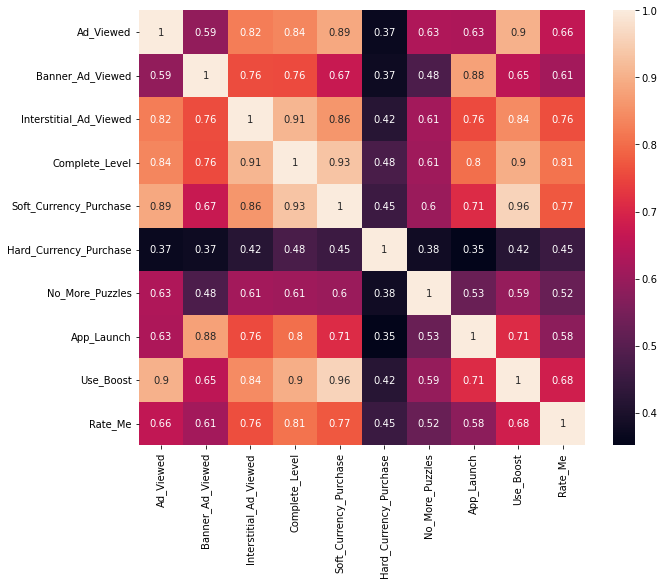 Ad_Viewed 1 0.59 0.82 0.84 0.89 0.37 0.63 0.63 0.9 0.66
Banner_Ad_Viewed 0.59 1 0.76 0.76 0.67 0.37 0.48 0.88 0.65 0.61
Interstitial_Ad_Viewed 0.82 0.76 1 0.91 0.86 0.42 0.61 0.76 0.84 0.76
Complete_Level 0.84 0.76 0.91 1 0.93 0.48 0.61 0.8 0.9 0.81
Soft_Currency_Purchase 0.89 0.67 0.86 0.93 1 0.45 0.6 0.71 0.96 0.77
Hard_Currency_Purchase 0.37 0.37 0.42 0.48 0.45 1 0.38 0.35 0.42 0.45
No_More_Puzzles 0.63 0.48 0.61 0.61 0.6 0.38 1 0.53 0.59 0.52
App_Launch 0.63 0.88 0.76 0.8 0.71 0.35 0.53 1 0.71 0.58
Use_Boost 0.9 0.65 0.84 0.9 0.96 0.42 0.59 0.71 1 0.68
Rate_Me 0.66 0.61 0.76 0.81 0.77 0.45 0.52 0.58 0.68 1
Ad_Viewed
Banner_Ad_Viewed
Interstitial_Ad_Viewed
Complete_Level
Soft_Currency_Purchase
Hard_Currency_Purchase
No_More_Puzzles
App_Launch
Use_Boost
Rate_Me
1.0
0.9
0.8
0.7
0.6
0.5
0.4